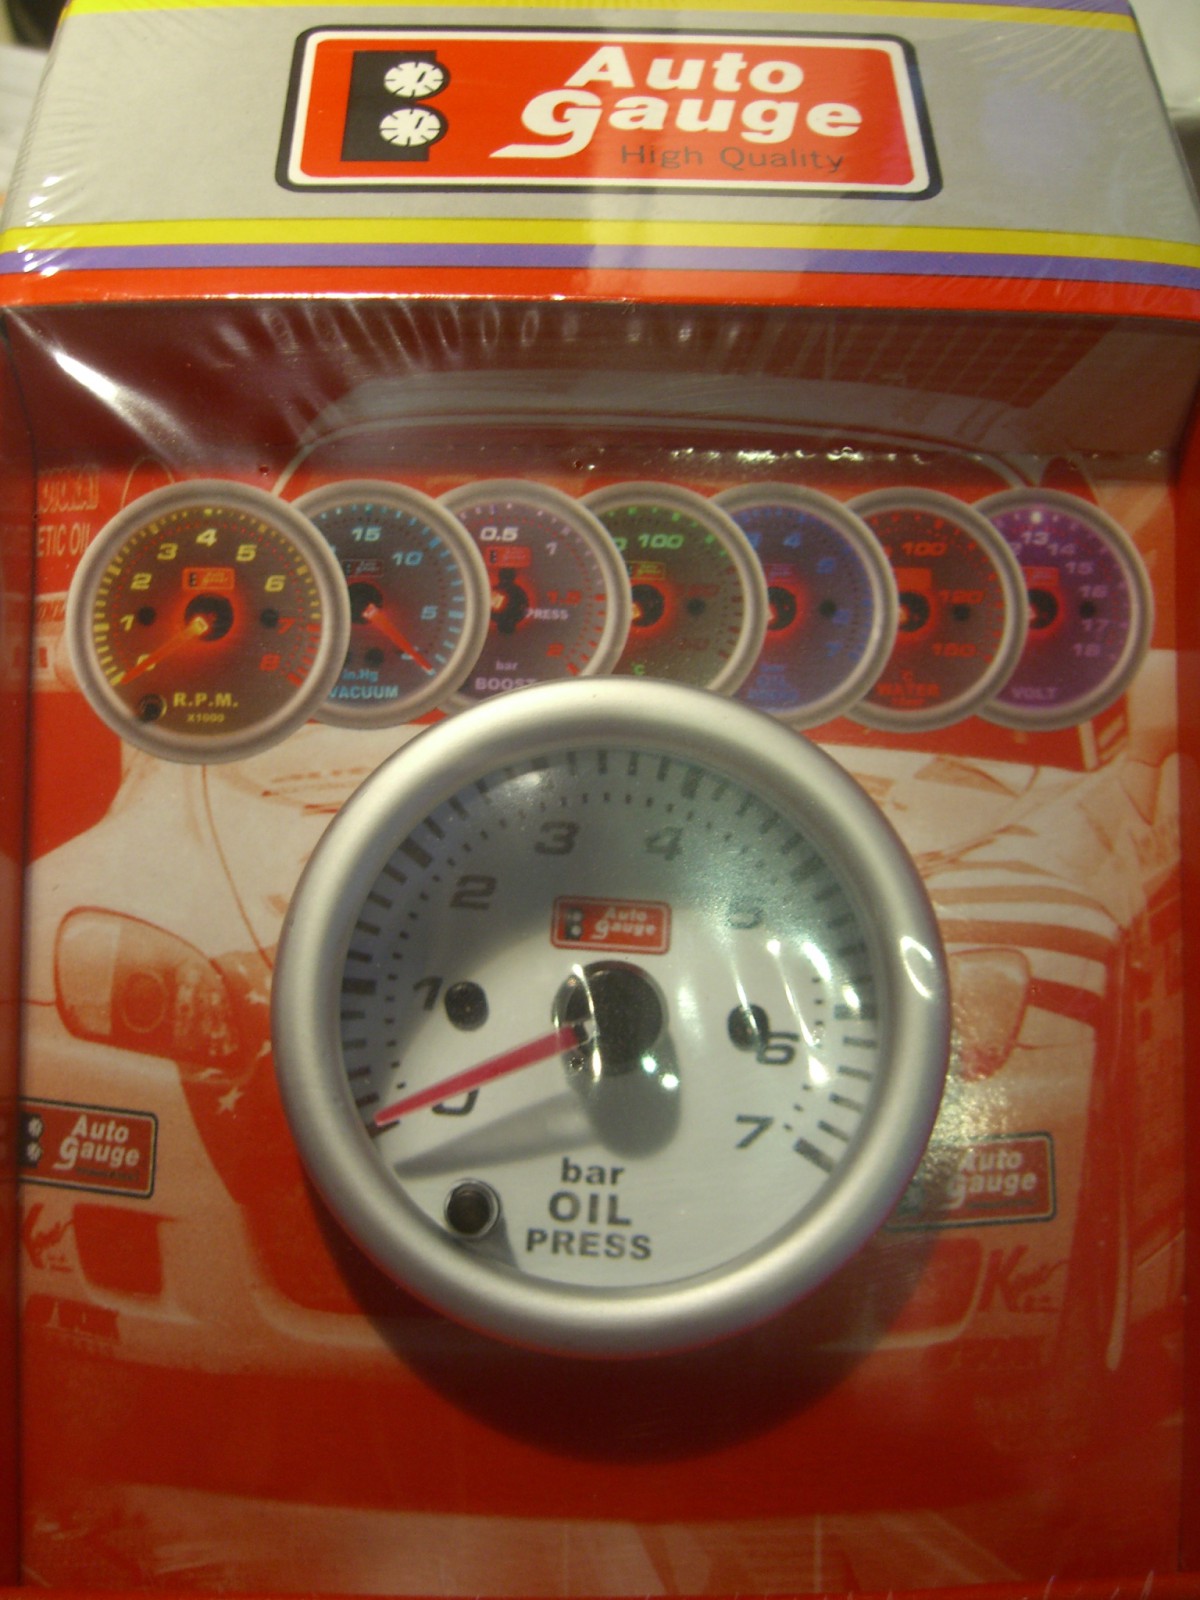 Auto
Gauge
High Quality
ETIC OIL
4
3
5
2
6
1
7
8
R.P.M.
X1000
15
10
5
in.Hg
VACUUM
0.5
1
1.5
PRESS
2
bar
BOOST
100
°C
4
100
120
150
°C
WATER
13
14
15
16
17
18
VOLT
3
4
2
5
Auto
Gauge
1
6
0
7
bar
OIL
PRESS
Auto
Gauge
Auto
Gauge